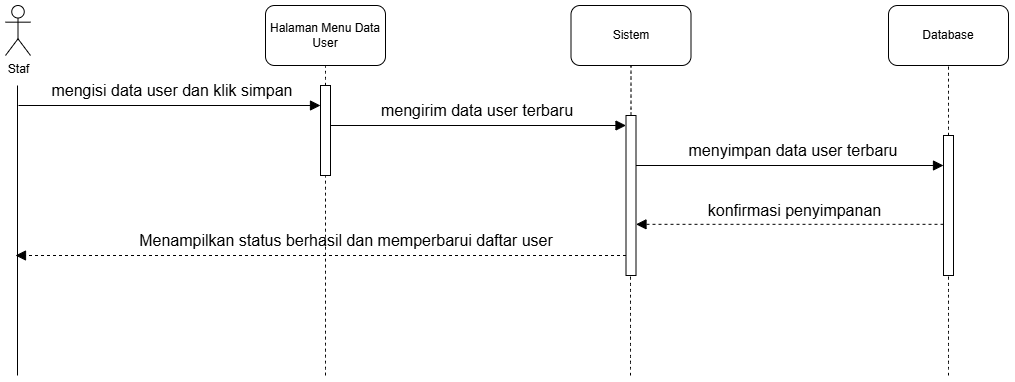 Halaman Menu Data
User
Sistem
Database
Staf
mengisi data user dan klik simpan
mengirim data user terbaru
menyimpan data user terbaru
konfirmasi penyimpanan
Menampilkan status berhasil dan memperbarui daftar user